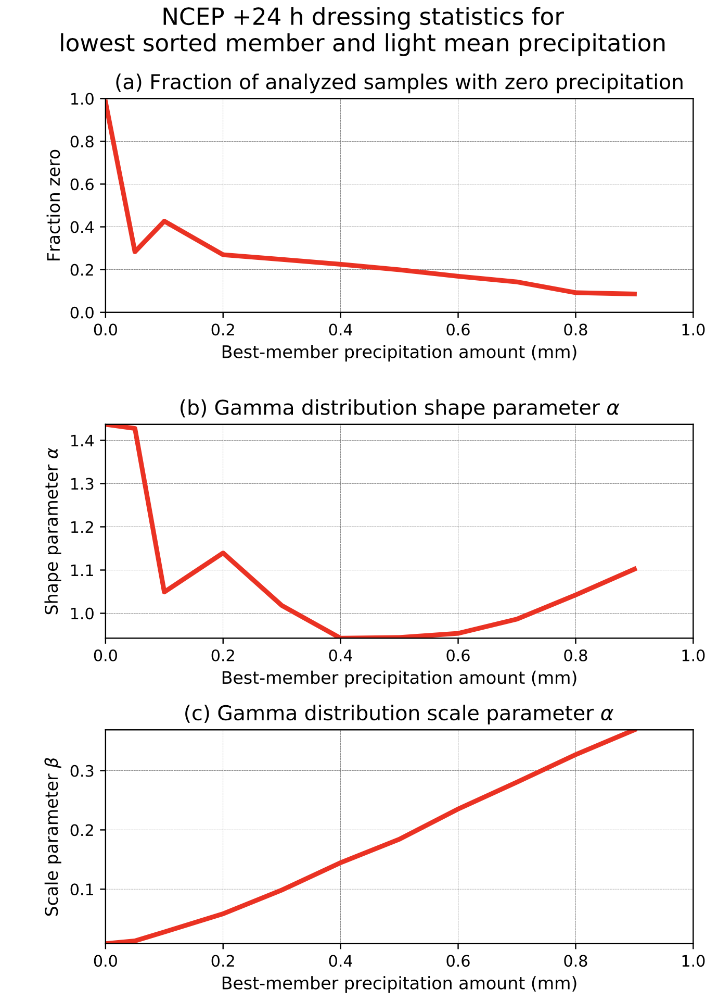 NCEP +24 h dressing statistics for
lowest sorted member and light mean precipitation
(a) Fraction of analyzed samples with zero precipitation
1.0
0.8
0.6
0.4
0.2
0.0
Fraction zero
0.0 0.2 0.4 0.6 0.8 1.0
Best-member precipitation amount (mm)
(b) Gamma distribution shape parameter α
1.4
1.3
1.2
1.1
1.0
Shape parameter α
0.0 0.2 0.4 0.6 0.8 1.0
Best-member precipitation amount (mm)
(c) Gamma distribution scale parameter α
0.3
0.2
0.1
Scale parameter β
0.0 0.2 0.4 0.6 0.8 1.0
Best-member precipitation amount (mm)